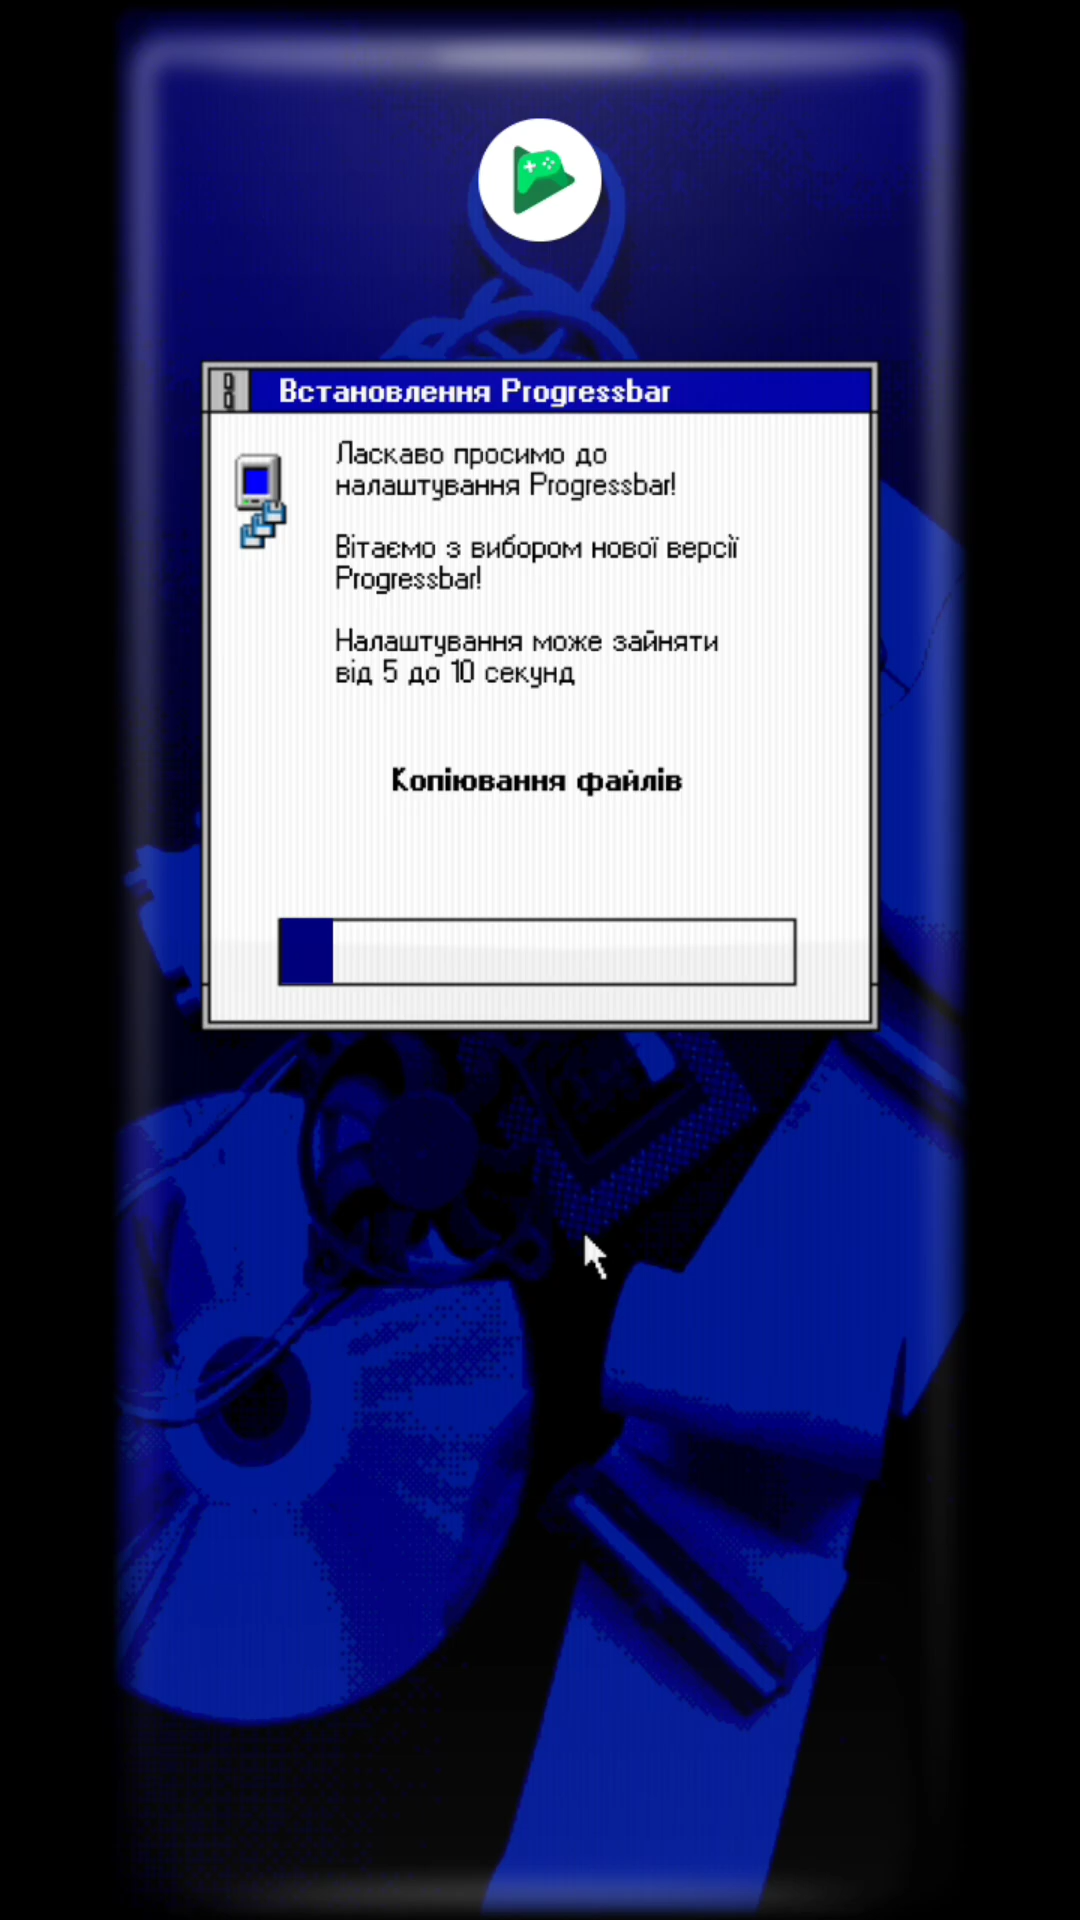 Встановлення Progressbar
Ласкаво просимо до
налаштування Progressbar!
Вітаємо з вибором нової версії
Progressbar!
Налаштування може зайняти
від 5 до 10 секунд
Копіювання файлів